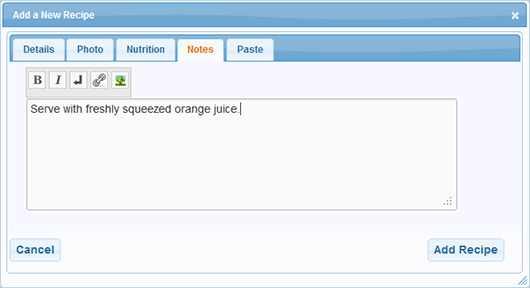 Add a New Recipe
Details Photo Nutrition Notes Paste
B I
Serve with freshly squeezed orange juice.
Cancel Add Recipe